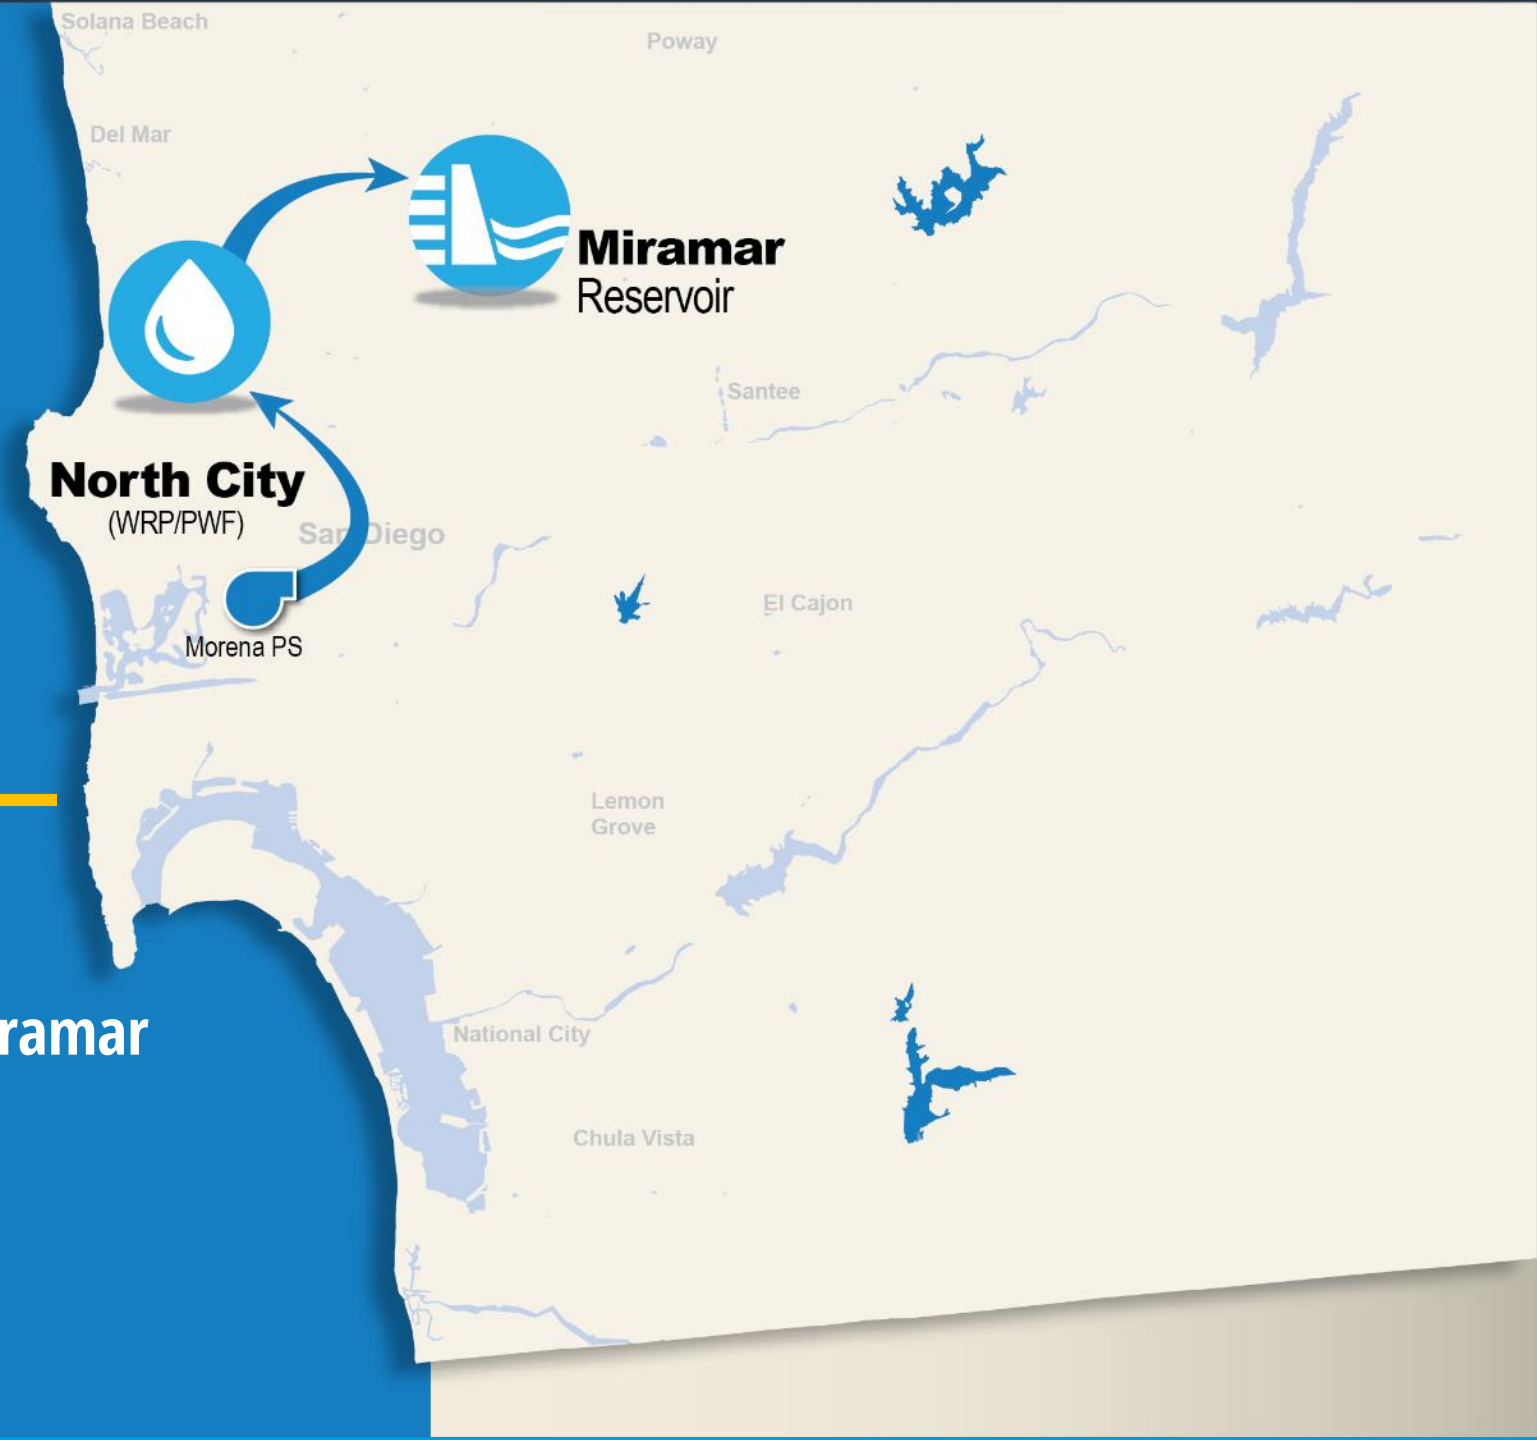 Solana Beach
Poway
Del Mar
Miramar
Reservoir
Santee
North City
(WRP/PWF)
San Diego
El Cajon
Morena PS
Lemon
Grove
ramar
National City
Chula Vista